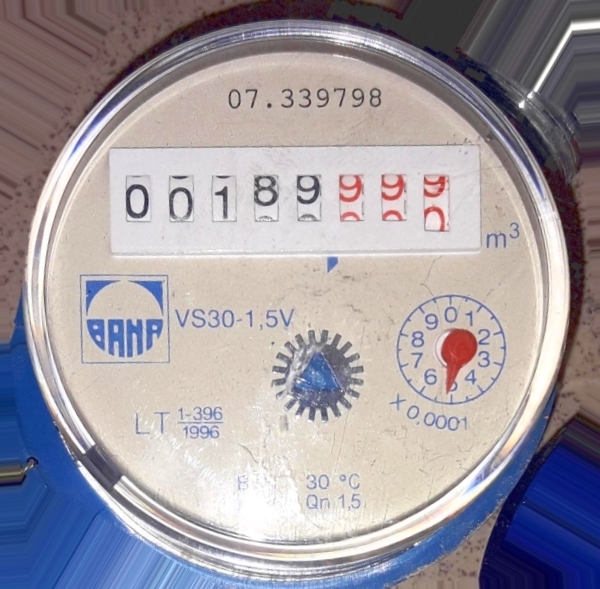 07.339798
00189999
m³
BAHA
VS30-1,5V
9 0 1
8 2
7 3
6 5 4
X 0,0001
LT 1-396
1996
30 °C
Qn 1,5